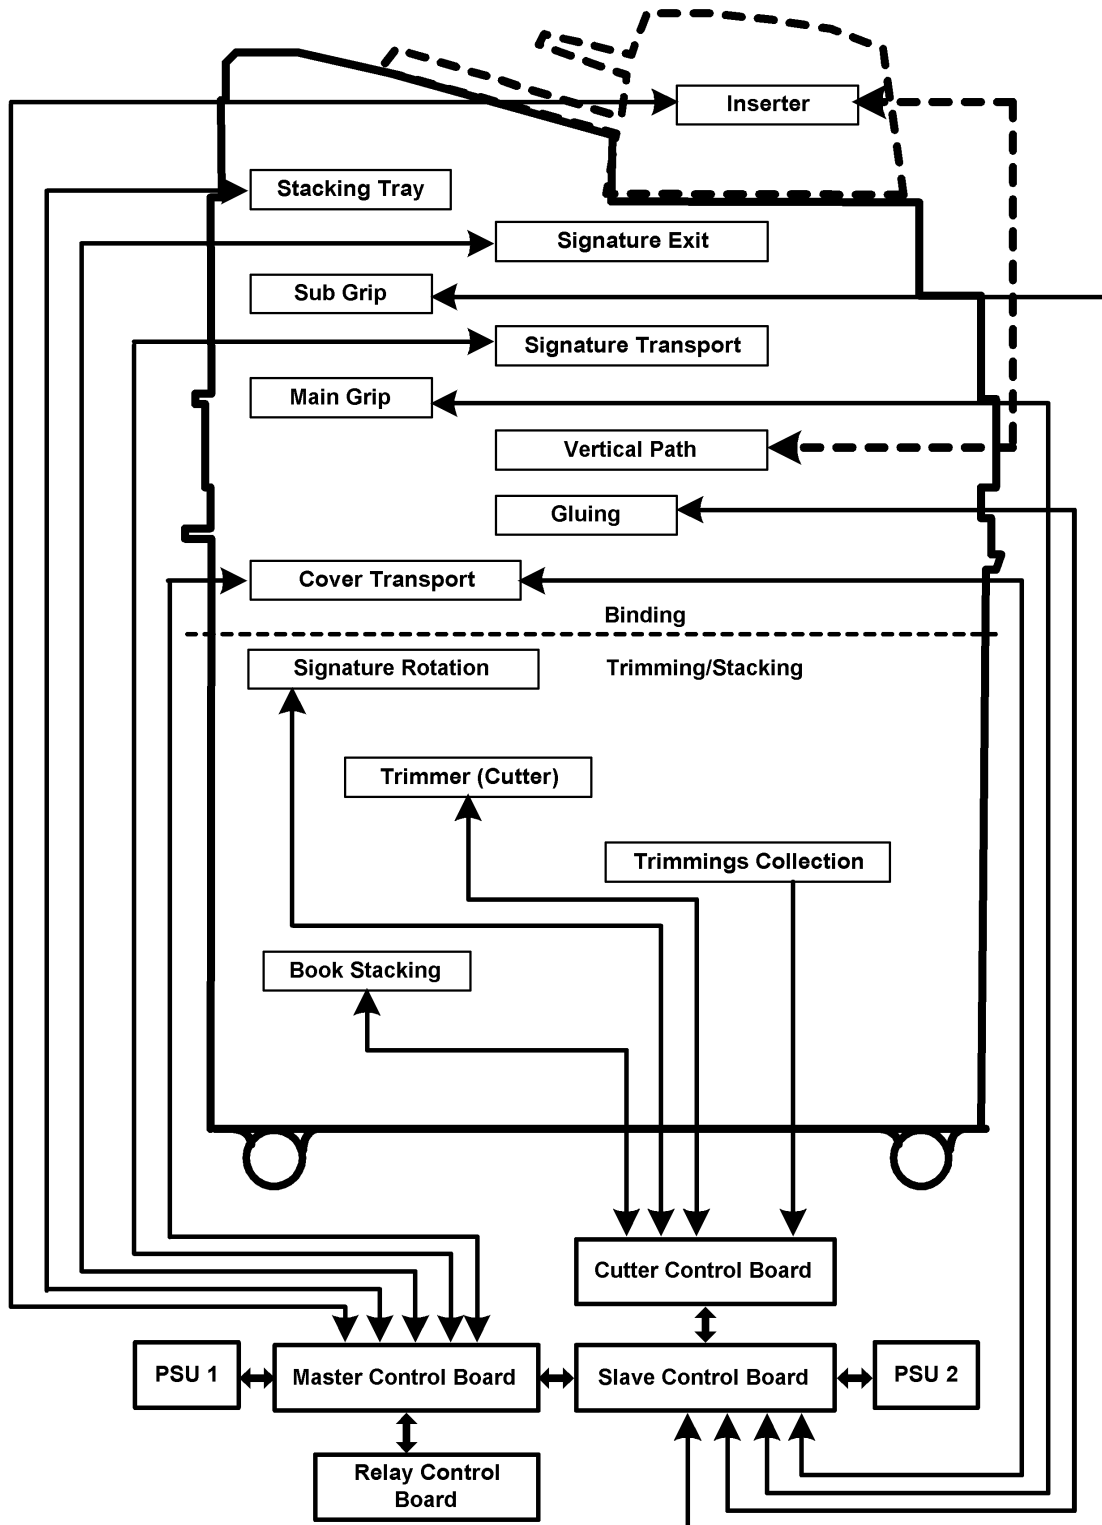 Inserter
Stacking Tray
Signature Exit
Sub Grip
Signature Transport
Main Grip
Vertical Path
Gluing
Cover Transport
Binding
Signature Rotation
Trimming/Stacking
Trimmer (Cutter)
Trimmings Collection
Book Stacking
Cutter Control Board
PSU 1
Master Control Board
Slave Control Board
PSU 2
Relay Control
Board